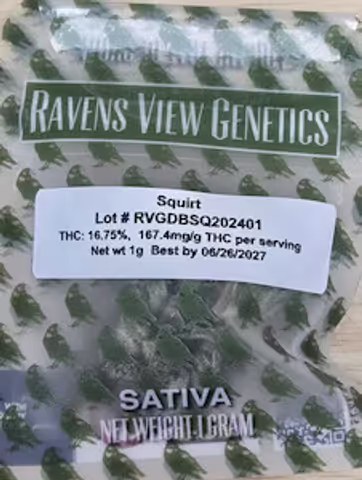 RAVENS VIEW GENETICS
Squirt
Lot # RVGDBSQ202401
THC: 16.75%, 167.4mg/g THC per serving
Net wt 1g Best by 06/26/2027
SATIVA
NET WEIGHT-1 GRAM